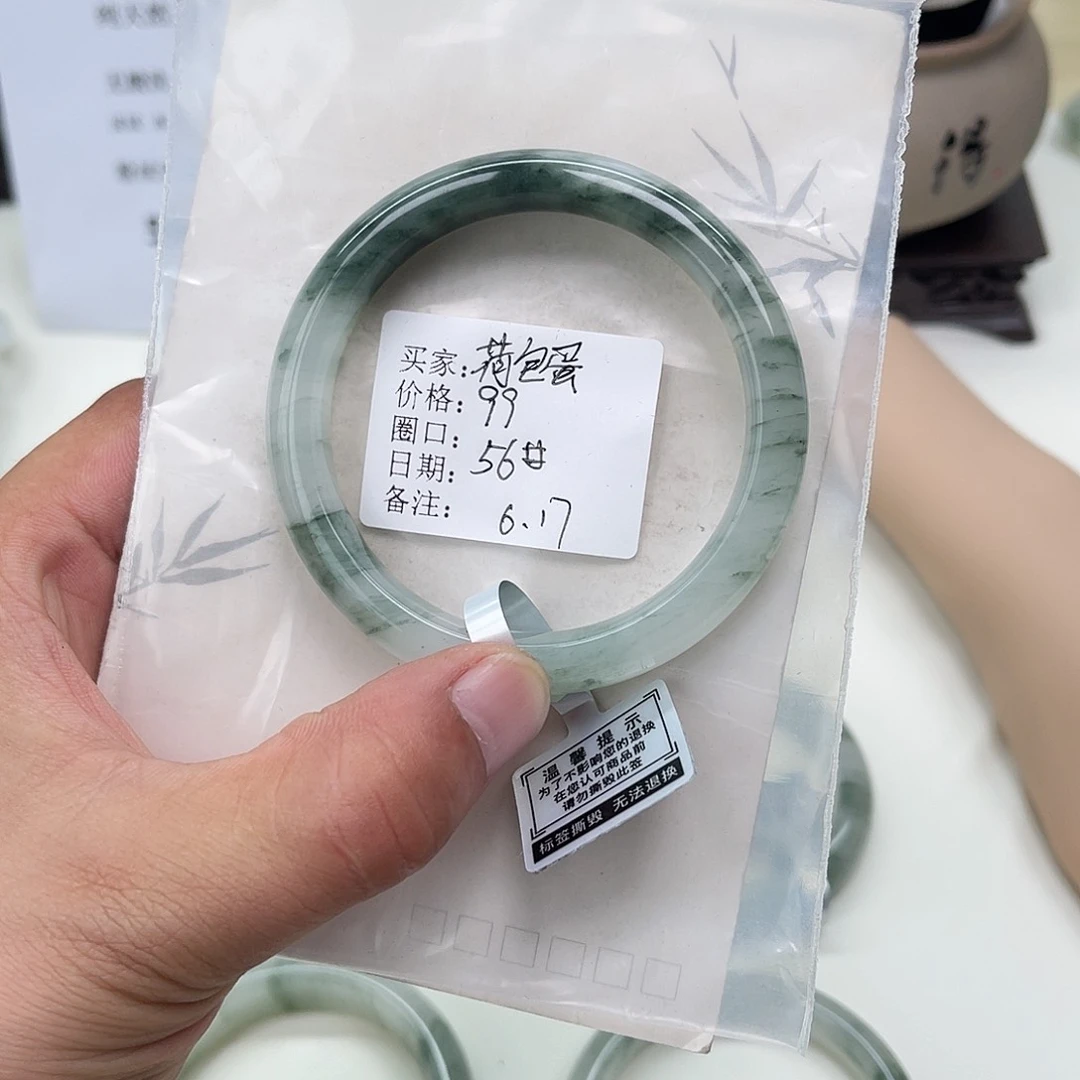 买家：荷包蛋
价格：99
圈口：
日期：56#
备注：6.17
温馨提示
为了不影响您的退换
在您认可商品前
请勿撕毁此签
标签撕毁 无法退换
得